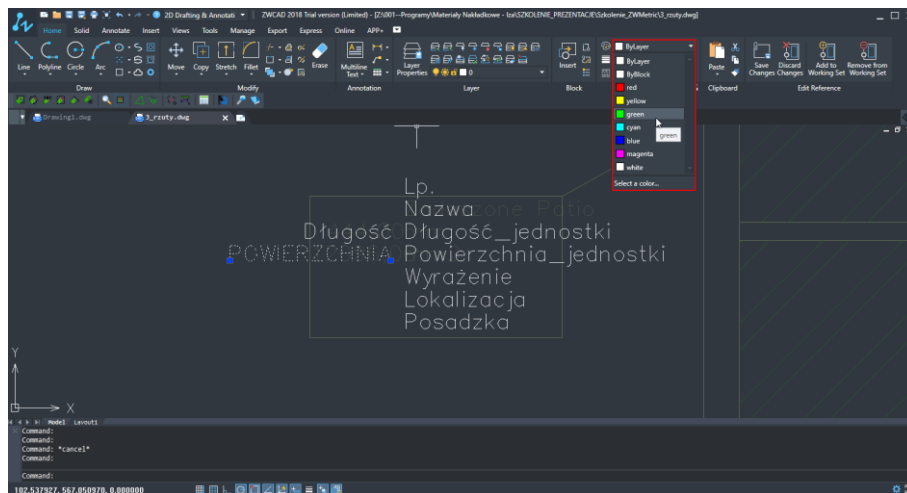 2D Drafting & Annotati
ZWCAD 2018 Trial version (Limited) - [Z:\001--Programy\Materiały Nakładkowe - Iza\SZKOLENIE_PREZENTACJE\Szkolenie_ZWMetric\3_rzuty.dwg]
Home Solid Annotate Insert Views Tools Manage Export Express Online APP+
Line Polyline Circle Arc Move Copy Stretch Fillet Erase Multiline Text Layer Properties 0 Insert Paste Save Changes Discard Changes Add to Working Set Remove from Working Set
Draw Modify Annotation Layer Block Clipboard Edit Reference
ByLayer
ByLayer
ByBlock
red
yellow
green
cyan
blue
magenta
white
Select a color...
green
Drawing1.dwg 3_rzuty.dwg
Lp.
Nazwa
Długość Długość_jednostki
POWIERZCHNIA Powierzchnia_jednostki
Wyrażenie
Lokalizacja
Posadzka
Y
X
Model Layout1
Command:
Command:
Command: *cancel*
Command:
Command:
102.537927, 567.050970, 0.000000